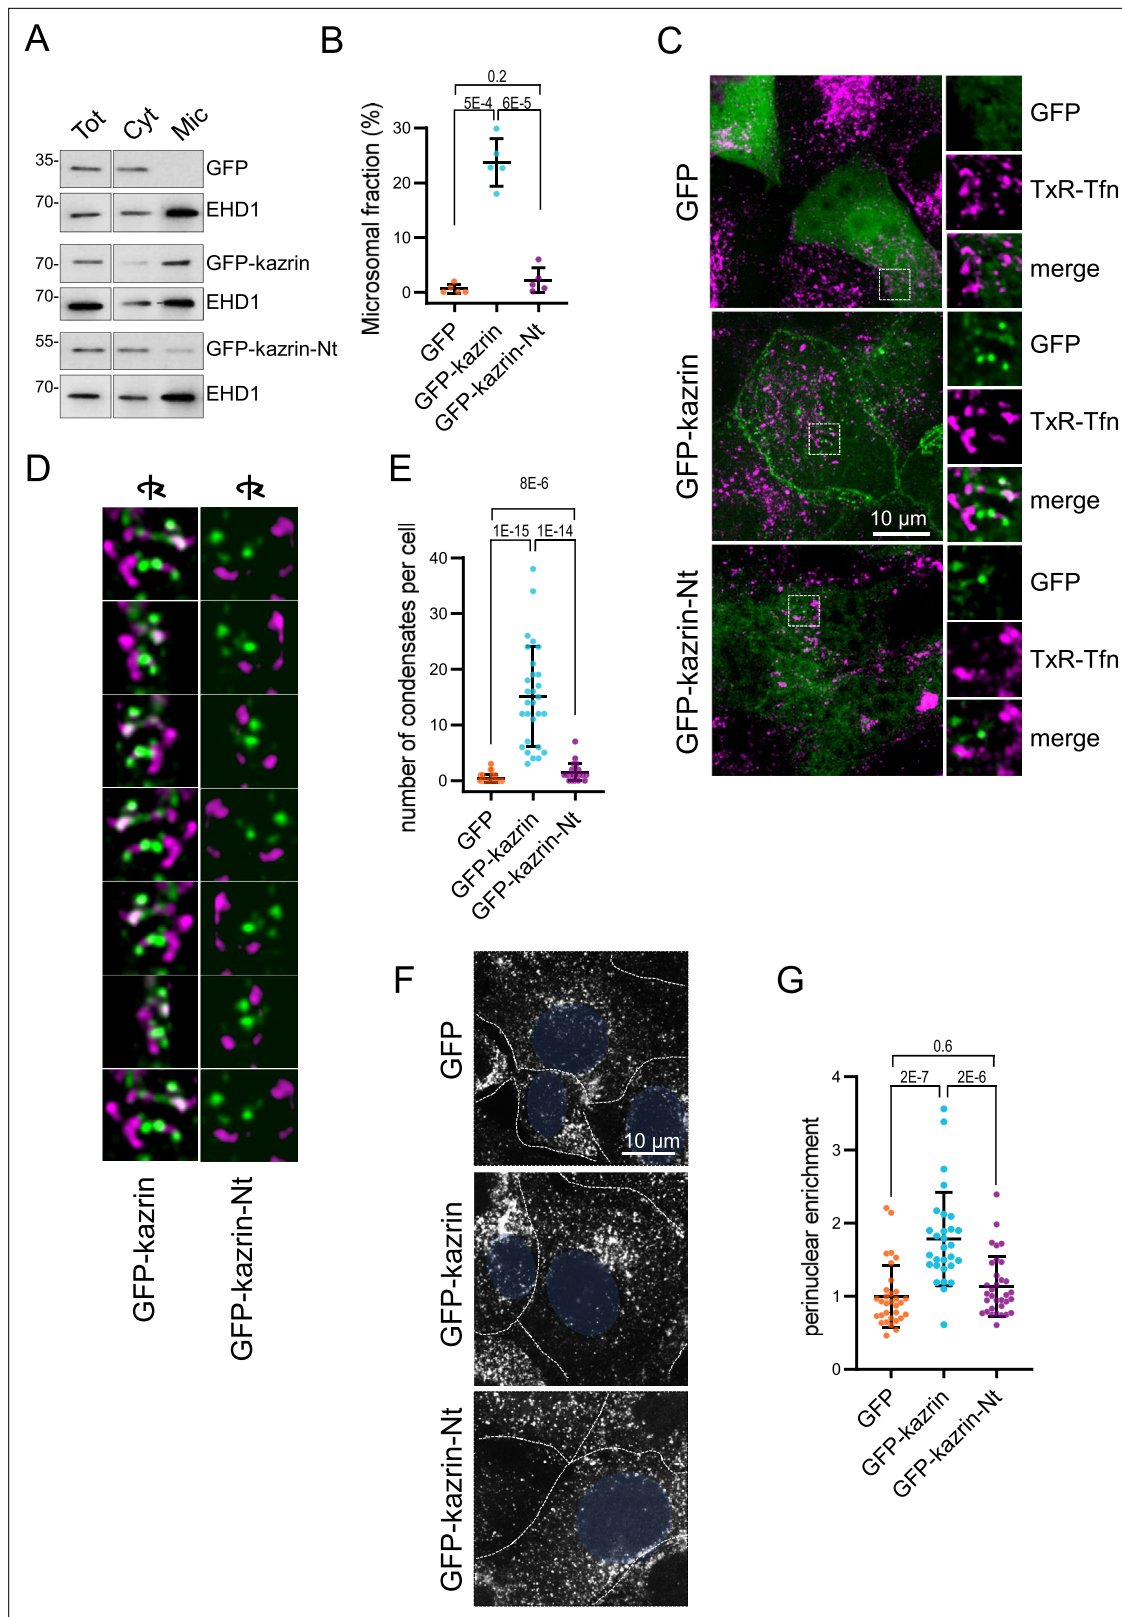 A
Tot Cyt Mic
35- GFP
70- EHD1
70- GFP-kazrin
70- EHD1
55- GFP-kazrin-Nt
70- EHD1
B
0.2
5E-4 6E-5
Microsomal fraction (%)
30
20
10
0
GFP
GFP-kazrin
GFP-kazrin-Nt
C
GFP
GFP
TxR-Tfn
merge
GFP-kazrin
10 µm
GFP
TxR-Tfn
merge
GFP-kazrin-Nt
GFP
TxR-Tfn
merge
D
GFP-kazrin
GFP-kazrin-Nt
E
8E-6
1E-15 1E-14
number of condensates per cell
40
30
20
10
0
GFP
GFP-kazrin
GFP-kazrin-Nt
F
GFP
10 µm
GFP-kazrin
GFP-kazrin-Nt
G
0.6
2E-7 2E-6
perinuclear enrichment
4
3
2
1
0
GFP
GFP-kazrin
GFP-kazrin-Nt